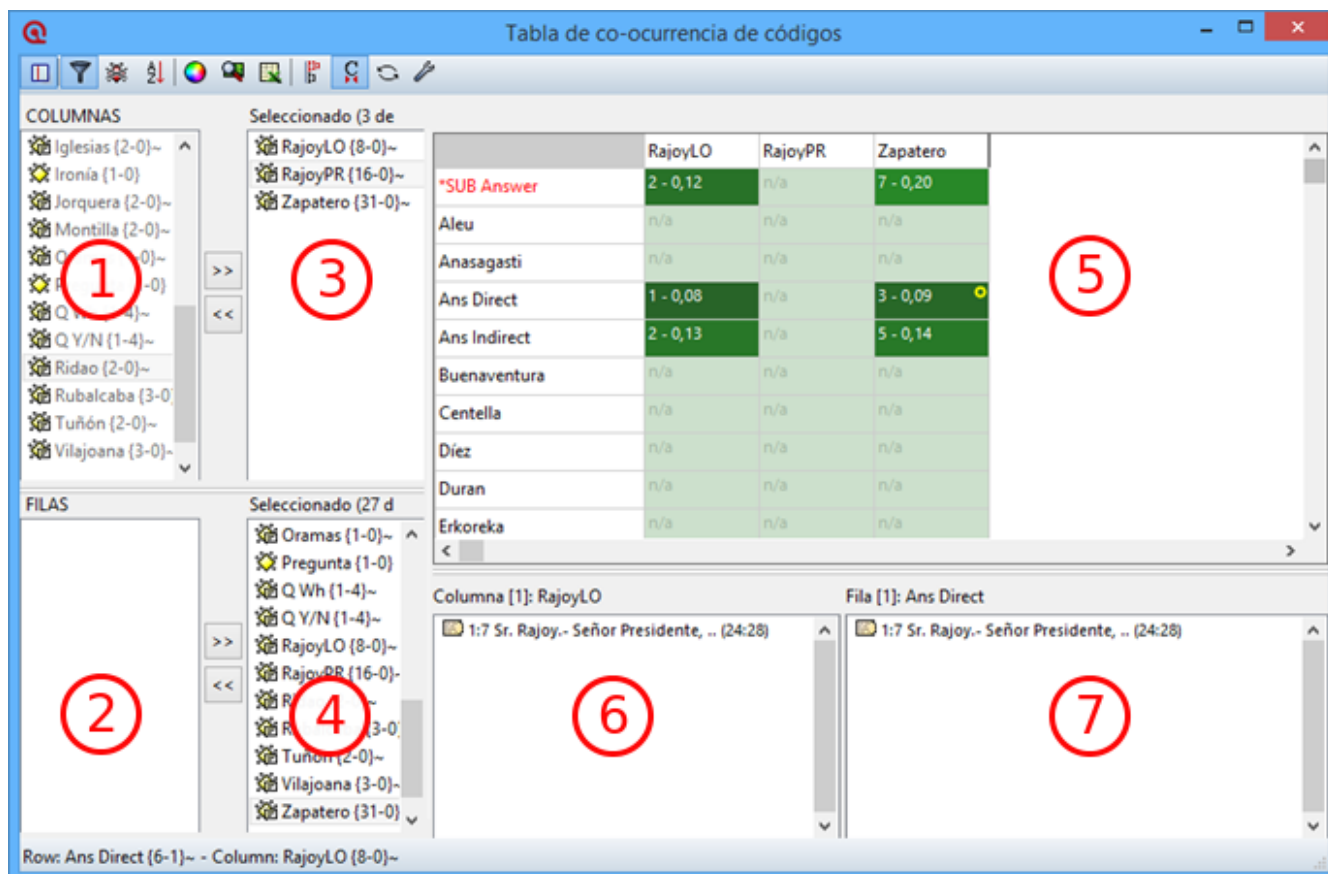 Tabla de co-ocurrencia de códigos
COLUMNAS
Seleccionado (3 de
Iglesias {2-0}~
Ironía {1-0}
Jorquera {2-0}~
Montilla {2-0}~
Q Y/N {1-4}~
Ridao {2-0}~
Rubalcaba {3-0
Tuñón {2-0}~
Vilajoana {3-0}~
1
>>
<<
RajoyLO {8-0}~
RajoyPR {16-0}~
Zapatero {31-0}~
3
RajoyLO RajoyPR Zapatero
*SUB Answer 2 - 0,12 n/a 7 - 0,20
Aleu n/a n/a n/a
Anasagasti n/a n/a n/a
Ans Direct 1 - 0,08 n/a 3 - 0,09
Ans Indirect 2 - 0,13 n/a 5 - 0,14
Buenaventura n/a n/a n/a
Centella n/a n/a n/a
Díez n/a n/a n/a
Duran n/a n/a n/a
Erkoreka n/a n/a n/a
5
FILAS
Seleccionado (27 d
2
>>
<<
Oramas {1-0}~
Pregunta {1-0}
Q Wh {1-4}~
Q Y/N {1-4}~
RajoyLO {8-0}~
RajoyPR {16-0}~
{3-0
Tuñón {2-0}~
Vilajoana {3-0}~
Zapatero {31-0}
4
Columna [1]: RajoyLO
1:7 Sr. Rajoy.- Señor Presidente, .. (24:28)
6
Fila [1]: Ans Direct
1:7 Sr. Rajoy.- Señor Presidente, .. (24:28)
7
Row: Ans Direct {6-1}~ - Column: RajoyLO {8-0}~